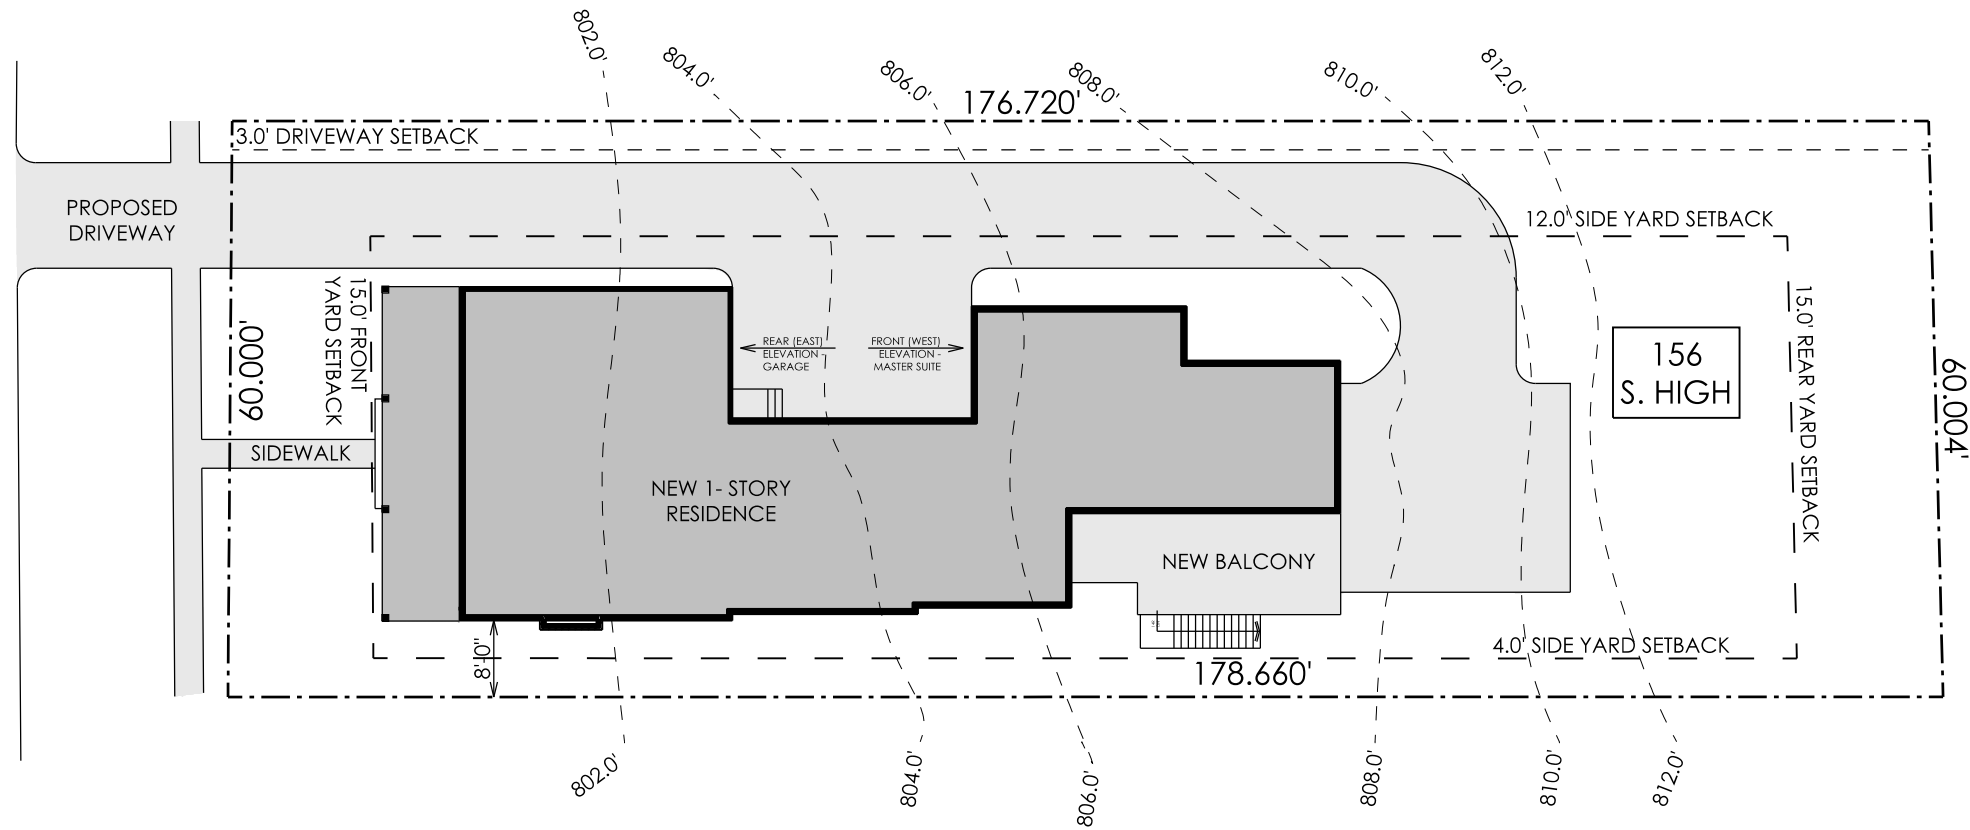 802.0'
804.0'
806.0'
808.0'
810.0'
812.0'
176.720'
3.0' DRIVEWAY SETBACK
PROPOSED
DRIVEWAY
12.0' SIDE YARD SETBACK
15.0' FRONT
YARD SETBACK
60.000'
REAR (EAST)
ELEVATION -
GARAGE
FRONT (WEST)
ELEVATION -
MASTER SUITE
156
S. HIGH
15.0' REAR YARD SETBACK
60.004'
SIDEWALK
NEW 1- STORY
RESIDENCE
NEW BALCONY
8'-0"
4.0' SIDE YARD SETBACK
178.660'
802.0'
804.0'
806.0'
808.0'
810.0'
812.0'